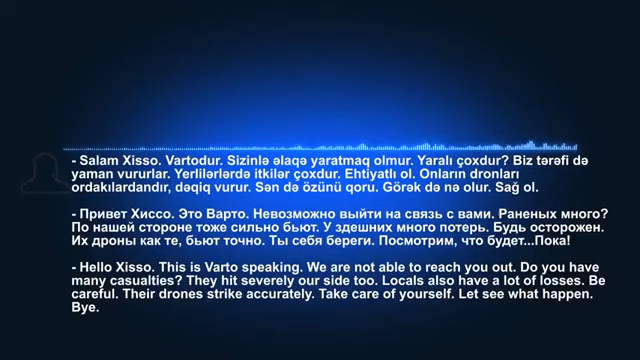 - Salam Xisso. Vartodur. Sizinlə əlaqə yaratmaq olmur. Yaralı çoxdur? Biz tərəfi də
yaman vururlar. Yerlilərlərdə itkilər çoxdur. Ehtiyatlı ol. Onların dronları
ordakılardandır, dəqiq vurur. Sən də özünü qoru. Görək də nə olur. Sağ ol.
- Привет Хиссо. Это Варто. Невозможно выйти на связь с вами. Раненых много?
По нашей стороне тоже сильно бьют. У здешних много потерь. Будь осторожен.
Их дроны как те, бьют точно. Ты себя береги. Посмотрим, что будет...Пока!
- Hello Xisso. This is Varto speaking. We are not able to reach you out. Do you have
many casualties? They hit severely our side too. Locals also have a lot of losses. Be
careful. Their drones strike accurately. Take care of yourself. Let see what happen.
Bye.